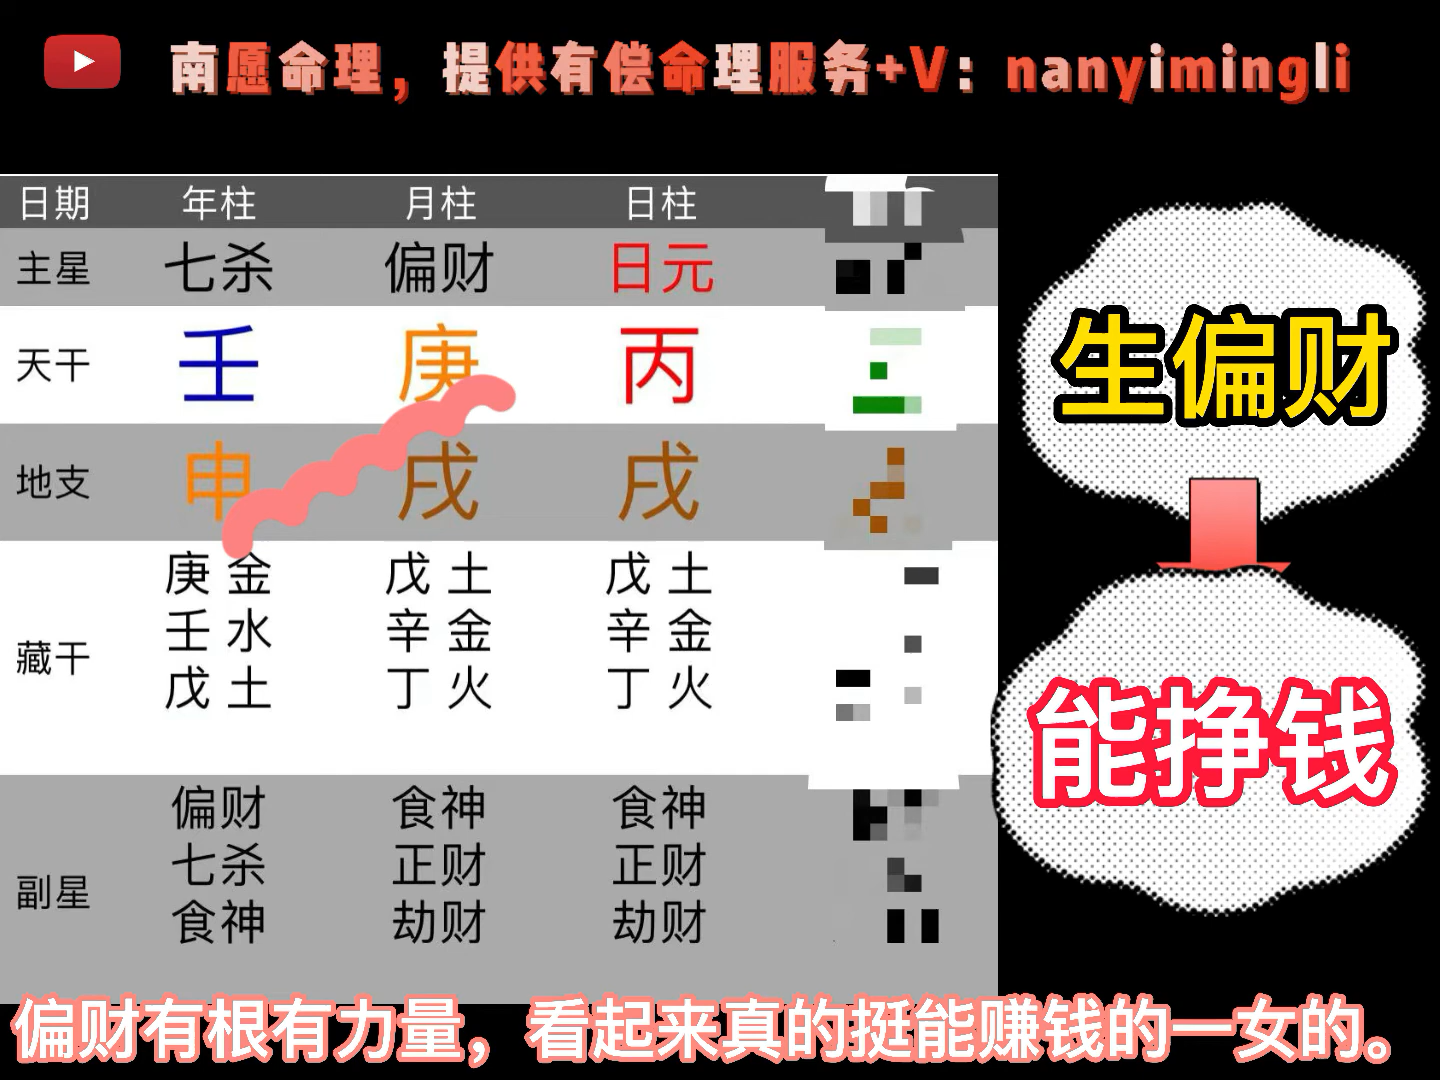 南愿命理，提供有偿命理服务+V：nanyimingli
日期 年柱 月柱 日柱
主星 七杀 偏财 日元
天干 壬 庚 丙
地支 申 戌 戌
藏干
庚金 戊土 戊土
壬水 辛金 辛金
戊土 丁火 丁火
副星
偏财 食神 食神
七杀 正财 正财
食神 劫财 劫财
生偏财
能挣钱
偏财有根有力量，看起来真的挺能赚钱的一女的。